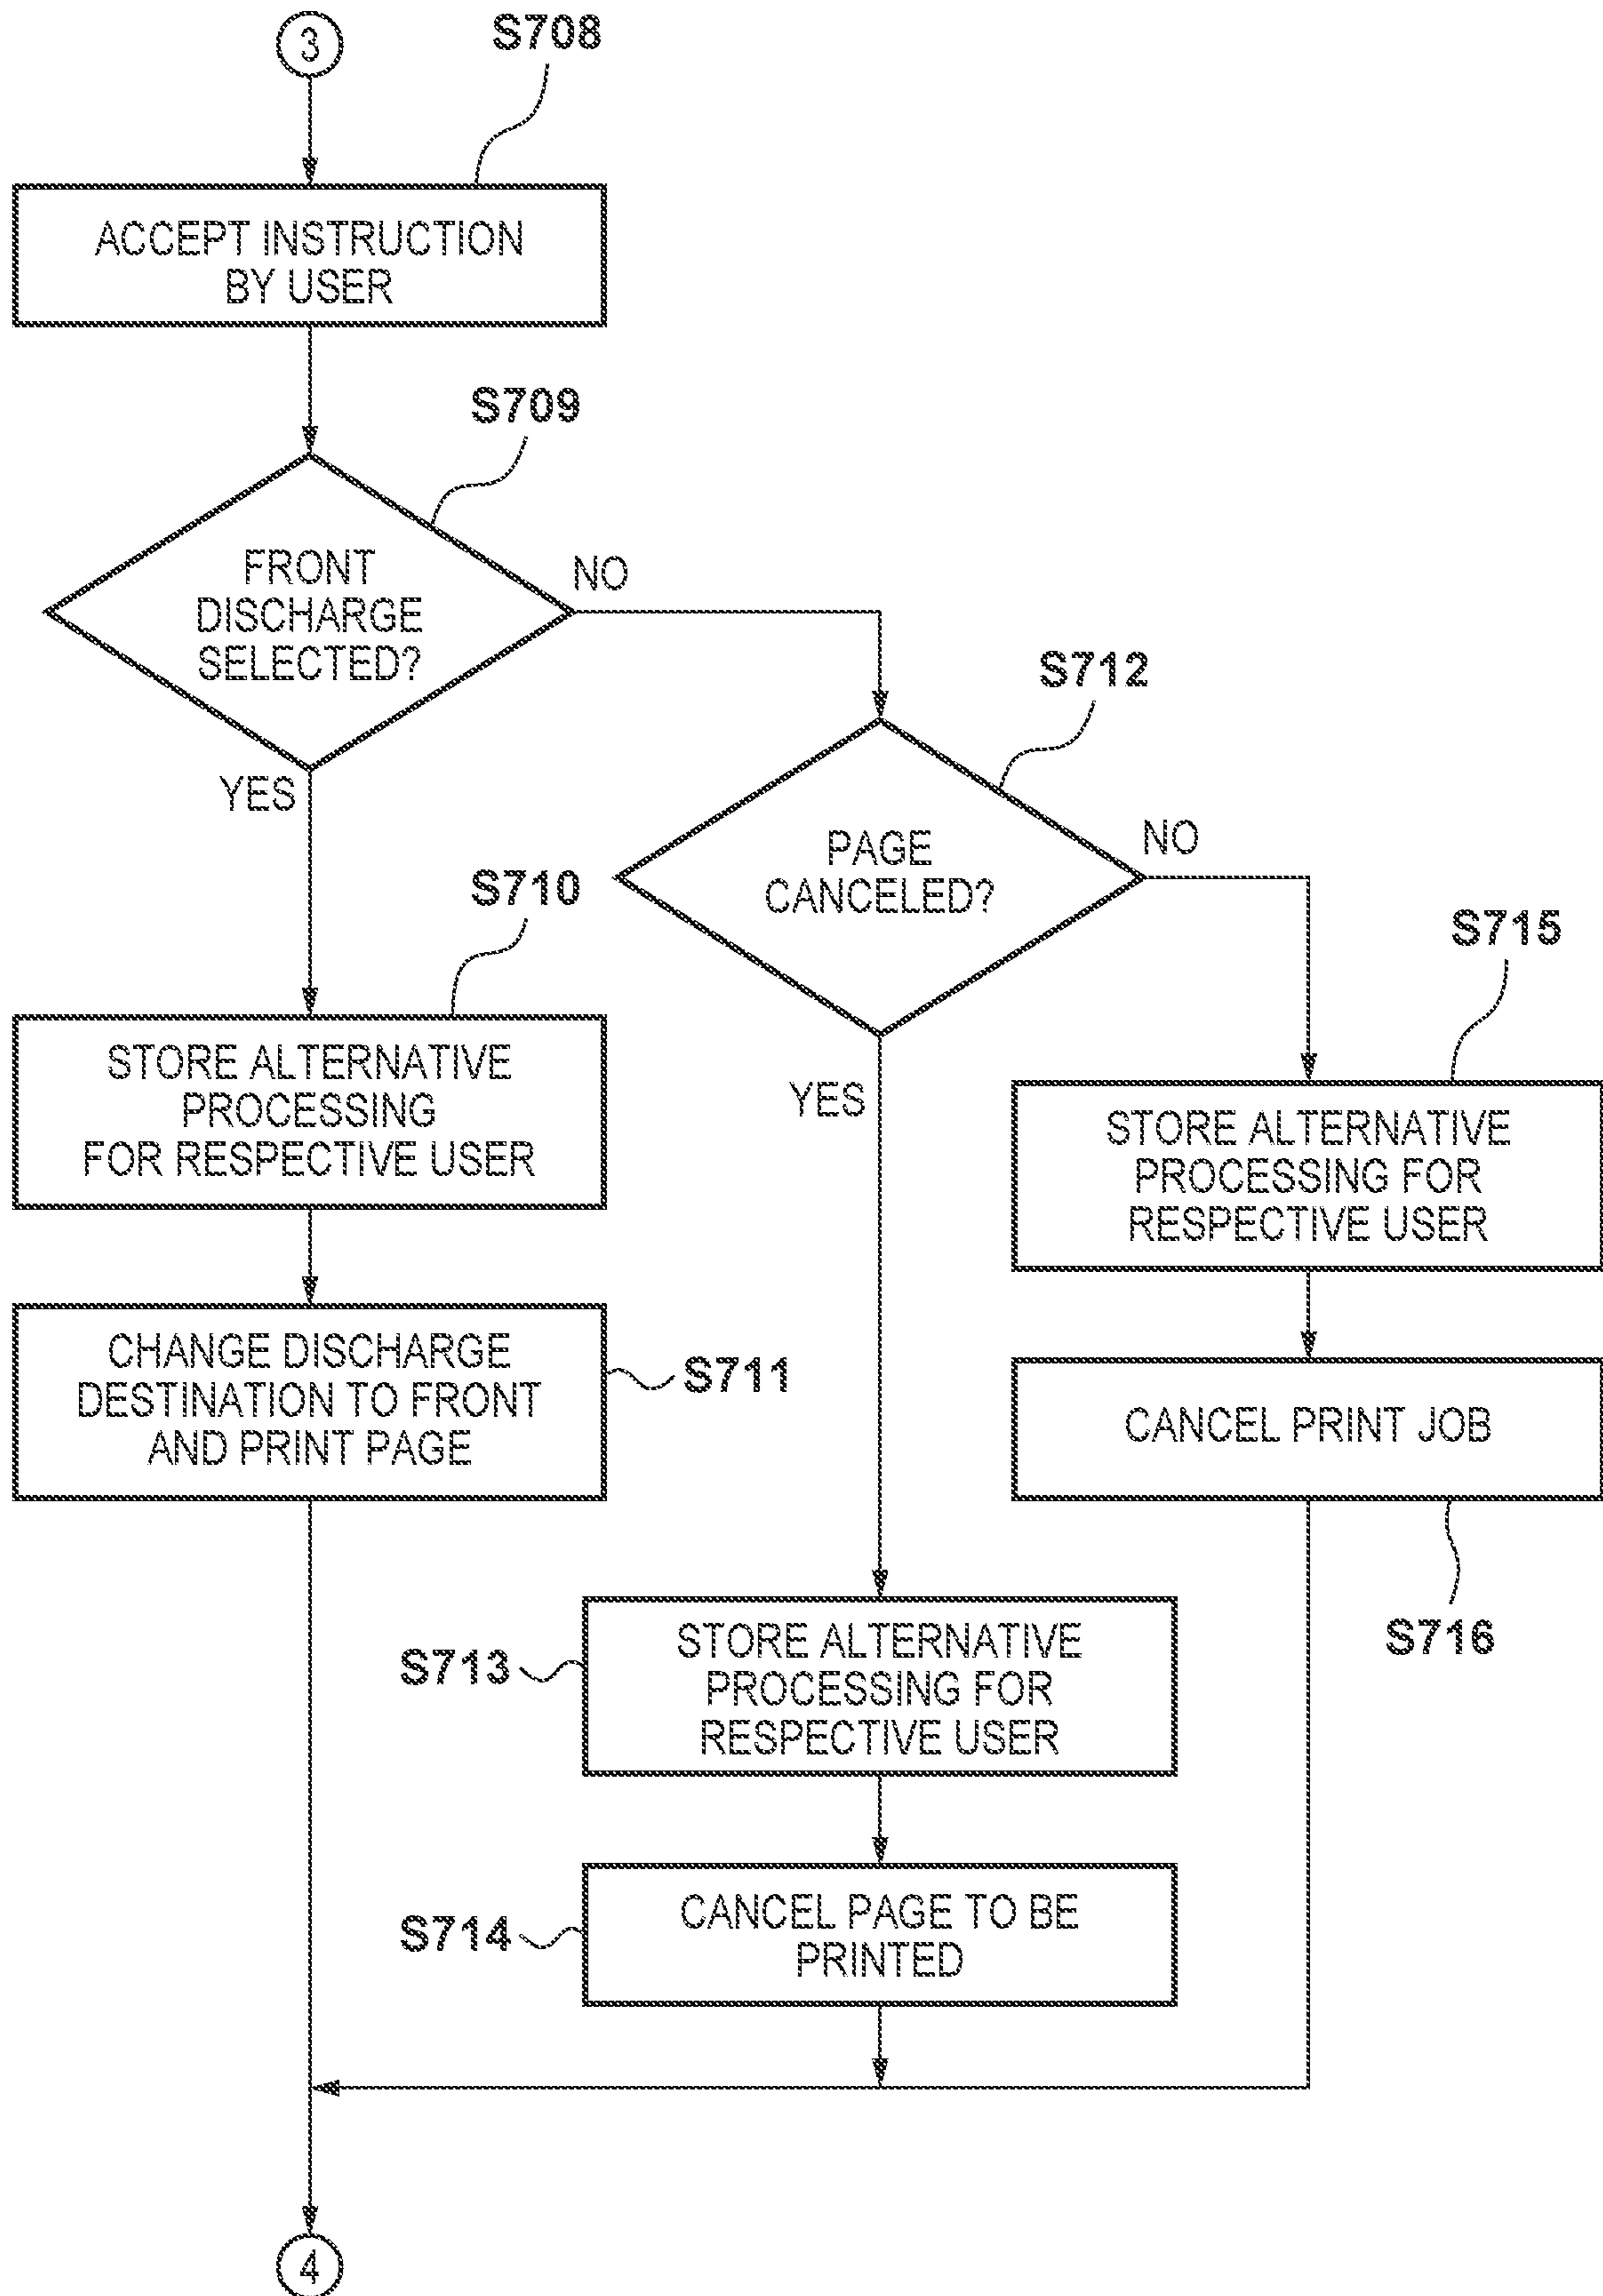 3
S708
ACCEPT INSTRUCTION
BY USER
S709
FRONT
DISCHARGE
SELECTED?
NO
YES
S712
PAGE
CANCELED?
NO
YES
S710
STORE ALTERNATIVE
PROCESSING
FOR RESPECTIVE USER
S715
STORE ALTERNATIVE
PROCESSING FOR
RESPECTIVE USER
CHANGE DISCHARGE
DESTINATION TO FRONT
AND PRINT PAGE
S711
CANCEL PRINT JOB
S716
S713
STORE ALTERNATIVE
PROCESSING FOR
RESPECTIVE USER
S714
CANCEL PAGE TO BE
PRINTED
4